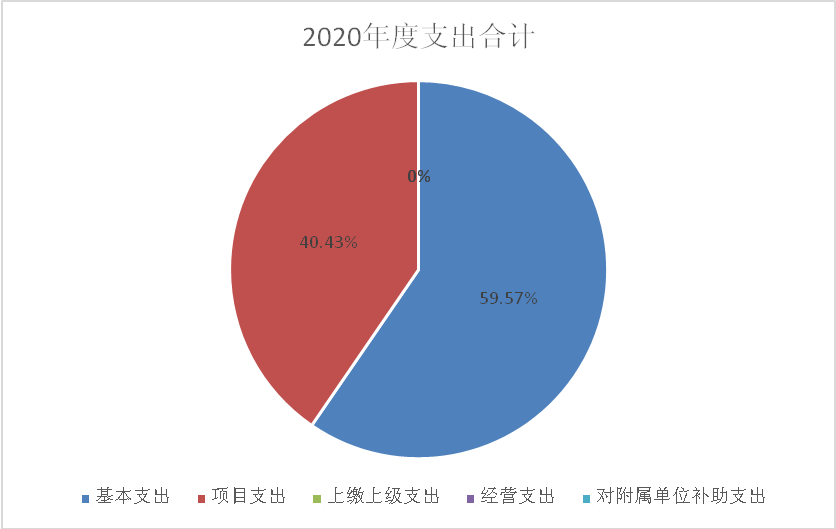 2020年度支出合计
0%
40.43%
59.57%
基本支出 项目支出 上缴上级支出 经营支出 对附属单位补助支出